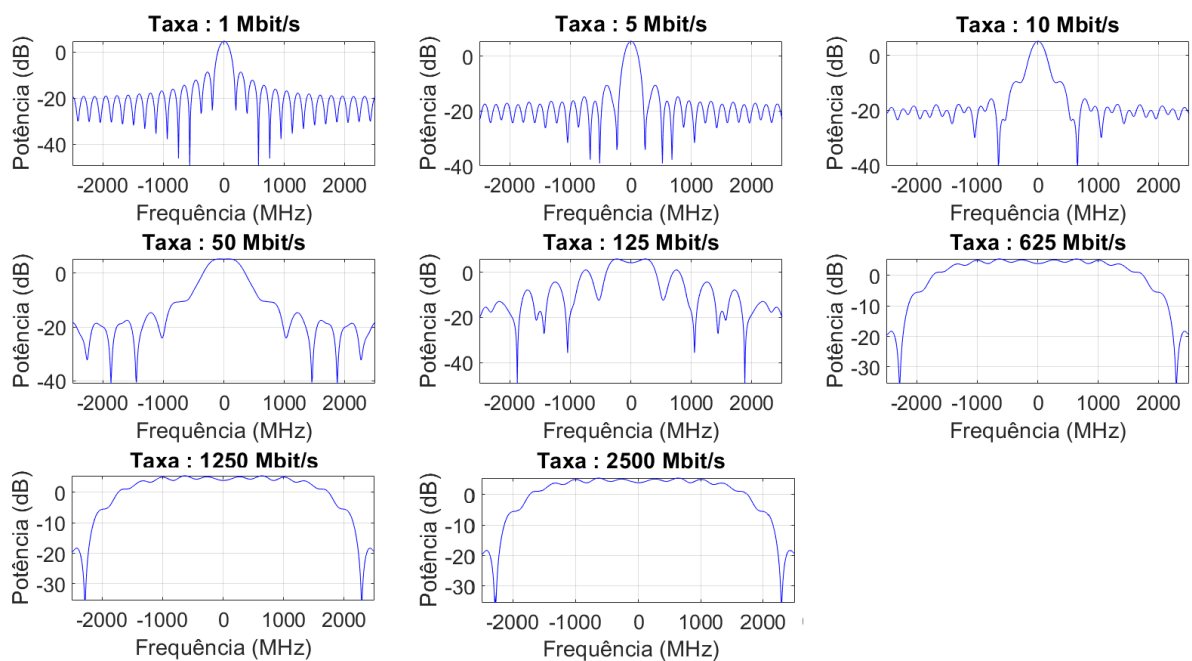 Taxa : 1 Mbit/s
Potência (dB)
0
-20
-40
-2000 -1000 0 1000 2000
Frequência (MHz)
Taxa : 5 Mbit/s
Potência (dB)
0
-20
-40
-2000 -1000 0 1000 2000
Frequência (MHz)
Taxa : 10 Mbit/s
Potência (dB)
0
-20
-40
-2000 -1000 0 1000 2000
Frequência (MHz)
Taxa : 50 Mbit/s
Potência (dB)
0
-20
-40
-2000 -1000 0 1000 2000
Frequência (MHz)
Taxa : 125 Mbit/s
Potência (dB)
0
-20
-40
-2000 -1000 0 1000 2000
Frequência (MHz)
Taxa : 625 Mbit/s
Potência (dB)
0
-10
-20
-30
-2000 -1000 0 1000 2000
Frequência (MHz)
Taxa : 1250 Mbit/s
Potência (dB)
0
-10
-20
-30
-2000 -1000 0 1000 2000
Frequência (MHz)
Taxa : 2500 Mbit/s
Potência (dB)
0
-10
-20
-30
-2000 -1000 0 1000 2000
Frequência (MHz)